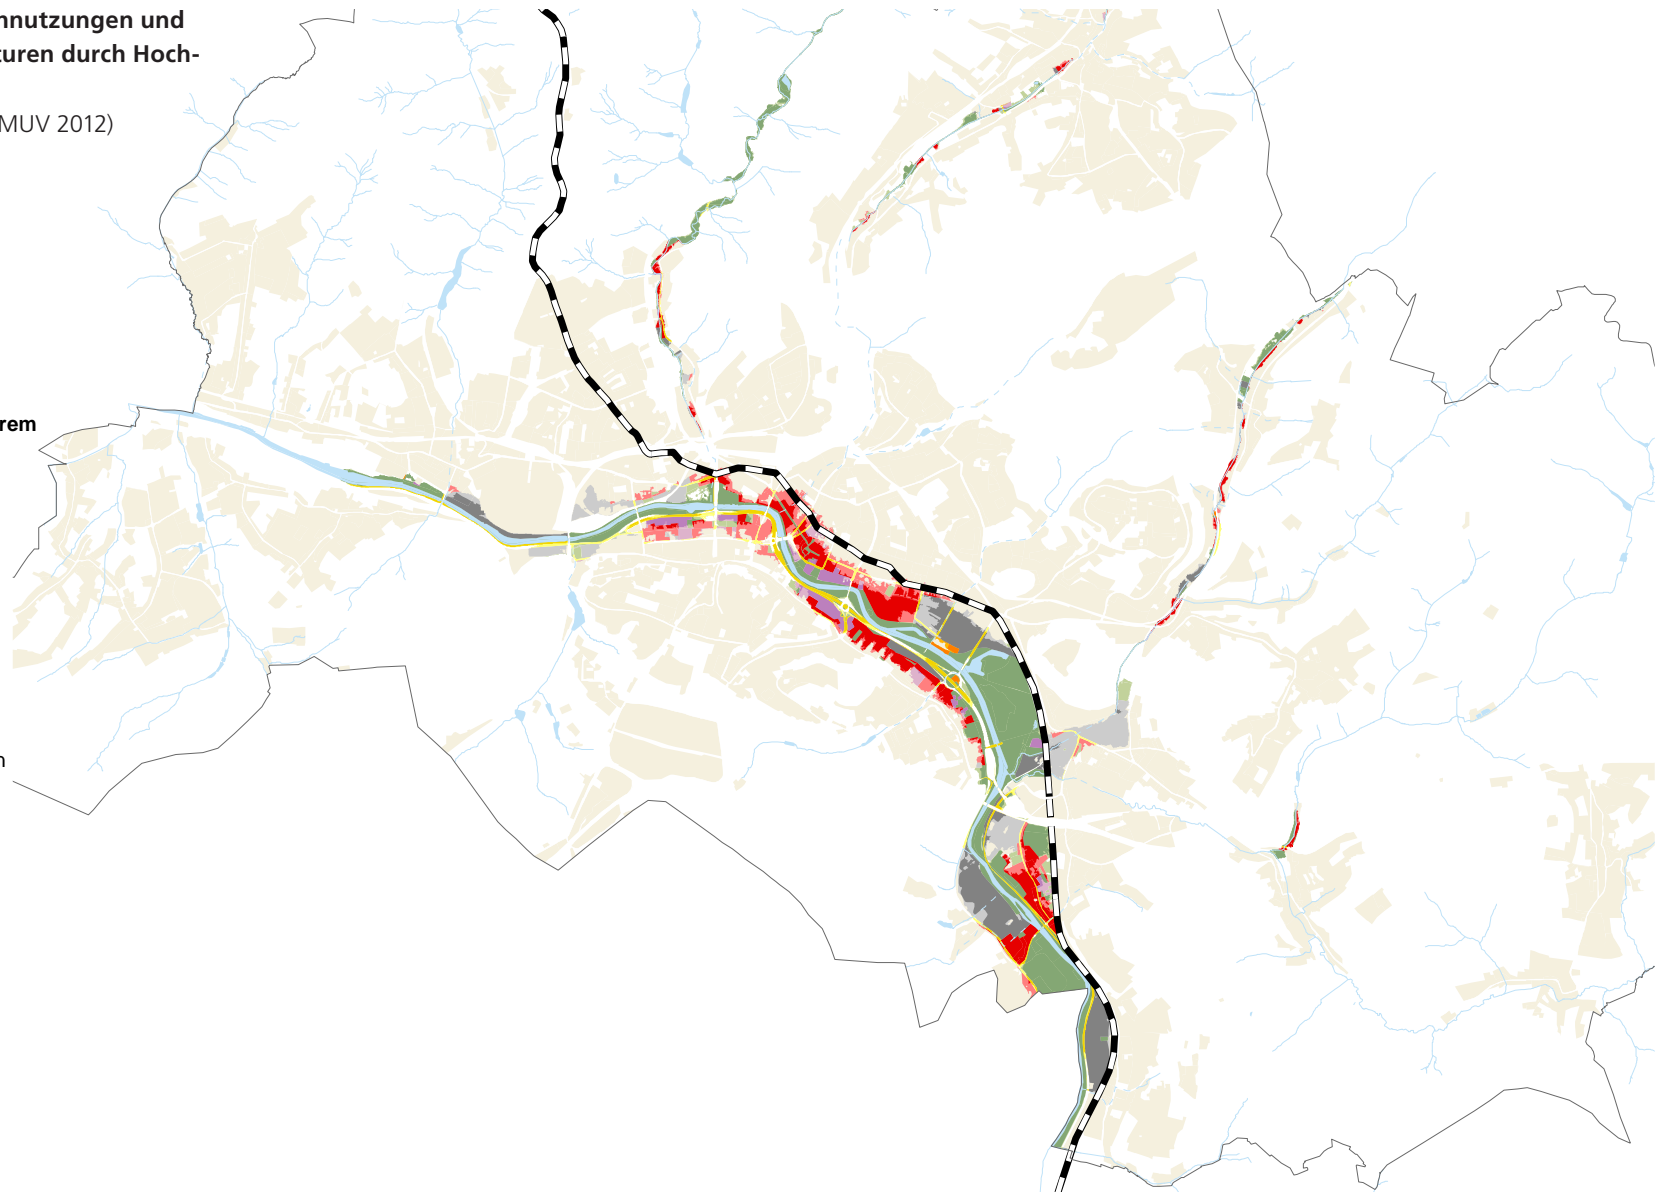 nnutzungen und
turen durch Hoch-
MUV 2012)
rem
n